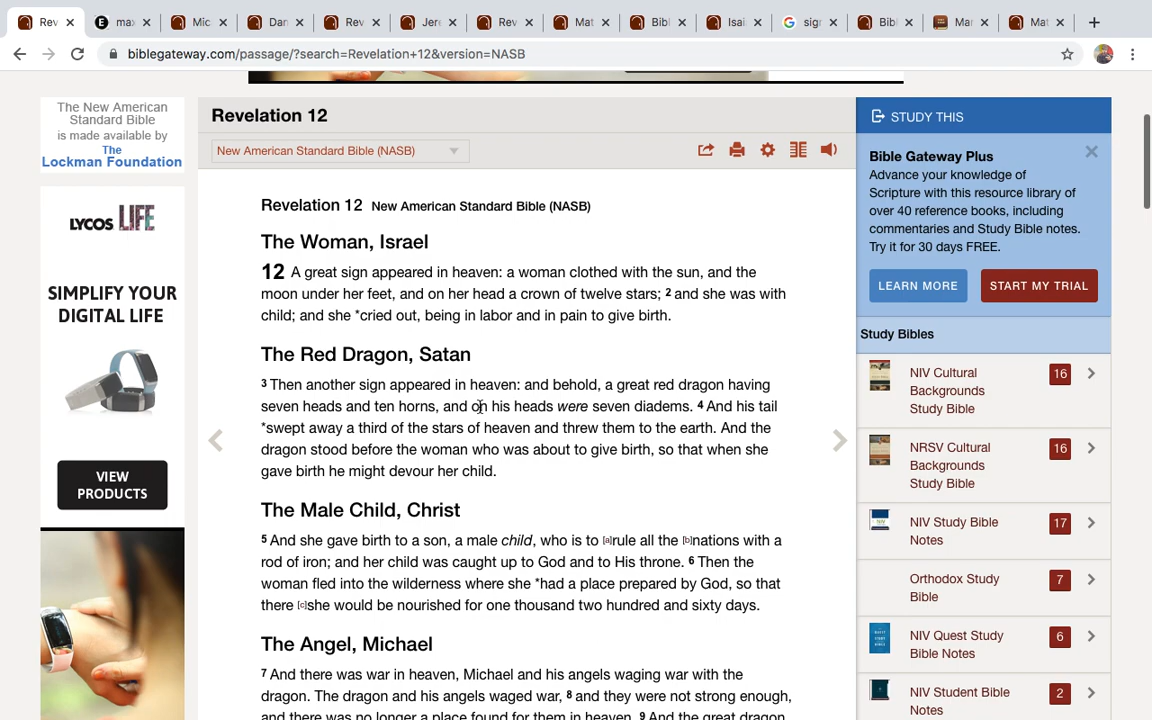 Rev
max
Mic
Dan
Rev
Jere
Rev
Mat
Bibl
Isaia
sign
Bibl
Mar
Mat
biblegateway.com/passage/?search=Revelation+12&version=NASB
The New American
Standard Bible
is made available by
The
Lockman Foundation
LYCOS LIFE
SIMPLIFY YOUR
DIGITAL LIFE
VIEW
PRODUCTS
Revelation 12
New American Standard Bible (NASB)
Revelation 12 New American Standard Bible (NASB)
The Woman, Israel
12 A great sign appeared in heaven: a woman clothed with the sun, and the
moon under her feet, and on her head a crown of twelve stars; 2 and she was with
child; and she *cried out, being in labor and in pain to give birth.
The Red Dragon, Satan
3 Then another sign appeared in heaven: and behold, a great red dragon having
seven heads and ten horns, and on his heads were seven diadems. 4 And his tail
*swept away a third of the stars of heaven and threw them to the earth. And the
dragon stood before the woman who was about to give birth, so that when she
gave birth he might devour her child.
The Male Child, Christ
5 And she gave birth to a son, a male child, who is to [a]rule all the [b]nations with a
rod of iron; and her child was caught up to God and to His throne. 6 Then the
woman fled into the wilderness where she *had a place prepared by God, so that
there [c]she would be nourished for one thousand two hundred and sixty days.
The Angel, Michael
7 And there was war in heaven, Michael and his angels waging war with the
dragon. The dragon and his angels waged war, 8 and they were not strong enough,
and there was no longer a place found for them in heaven. 9 And the great dragon
STUDY THIS
Bible Gateway Plus
Advance your knowledge of
Scripture with this resource library of
over 40 reference books, including
commentaries and Study Bible notes.
Try it for 30 days FREE.
LEARN MORE
START MY TRIAL
Study Bibles
NIV Cultural
Backgrounds
Study Bible
16
NRSV Cultural
Backgrounds
Study Bible
16
NIV Study Bible
Notes
17
Orthodox Study
Bible
7
NIV Quest Study
Bible Notes
6
NIV Student Bible
Notes
2